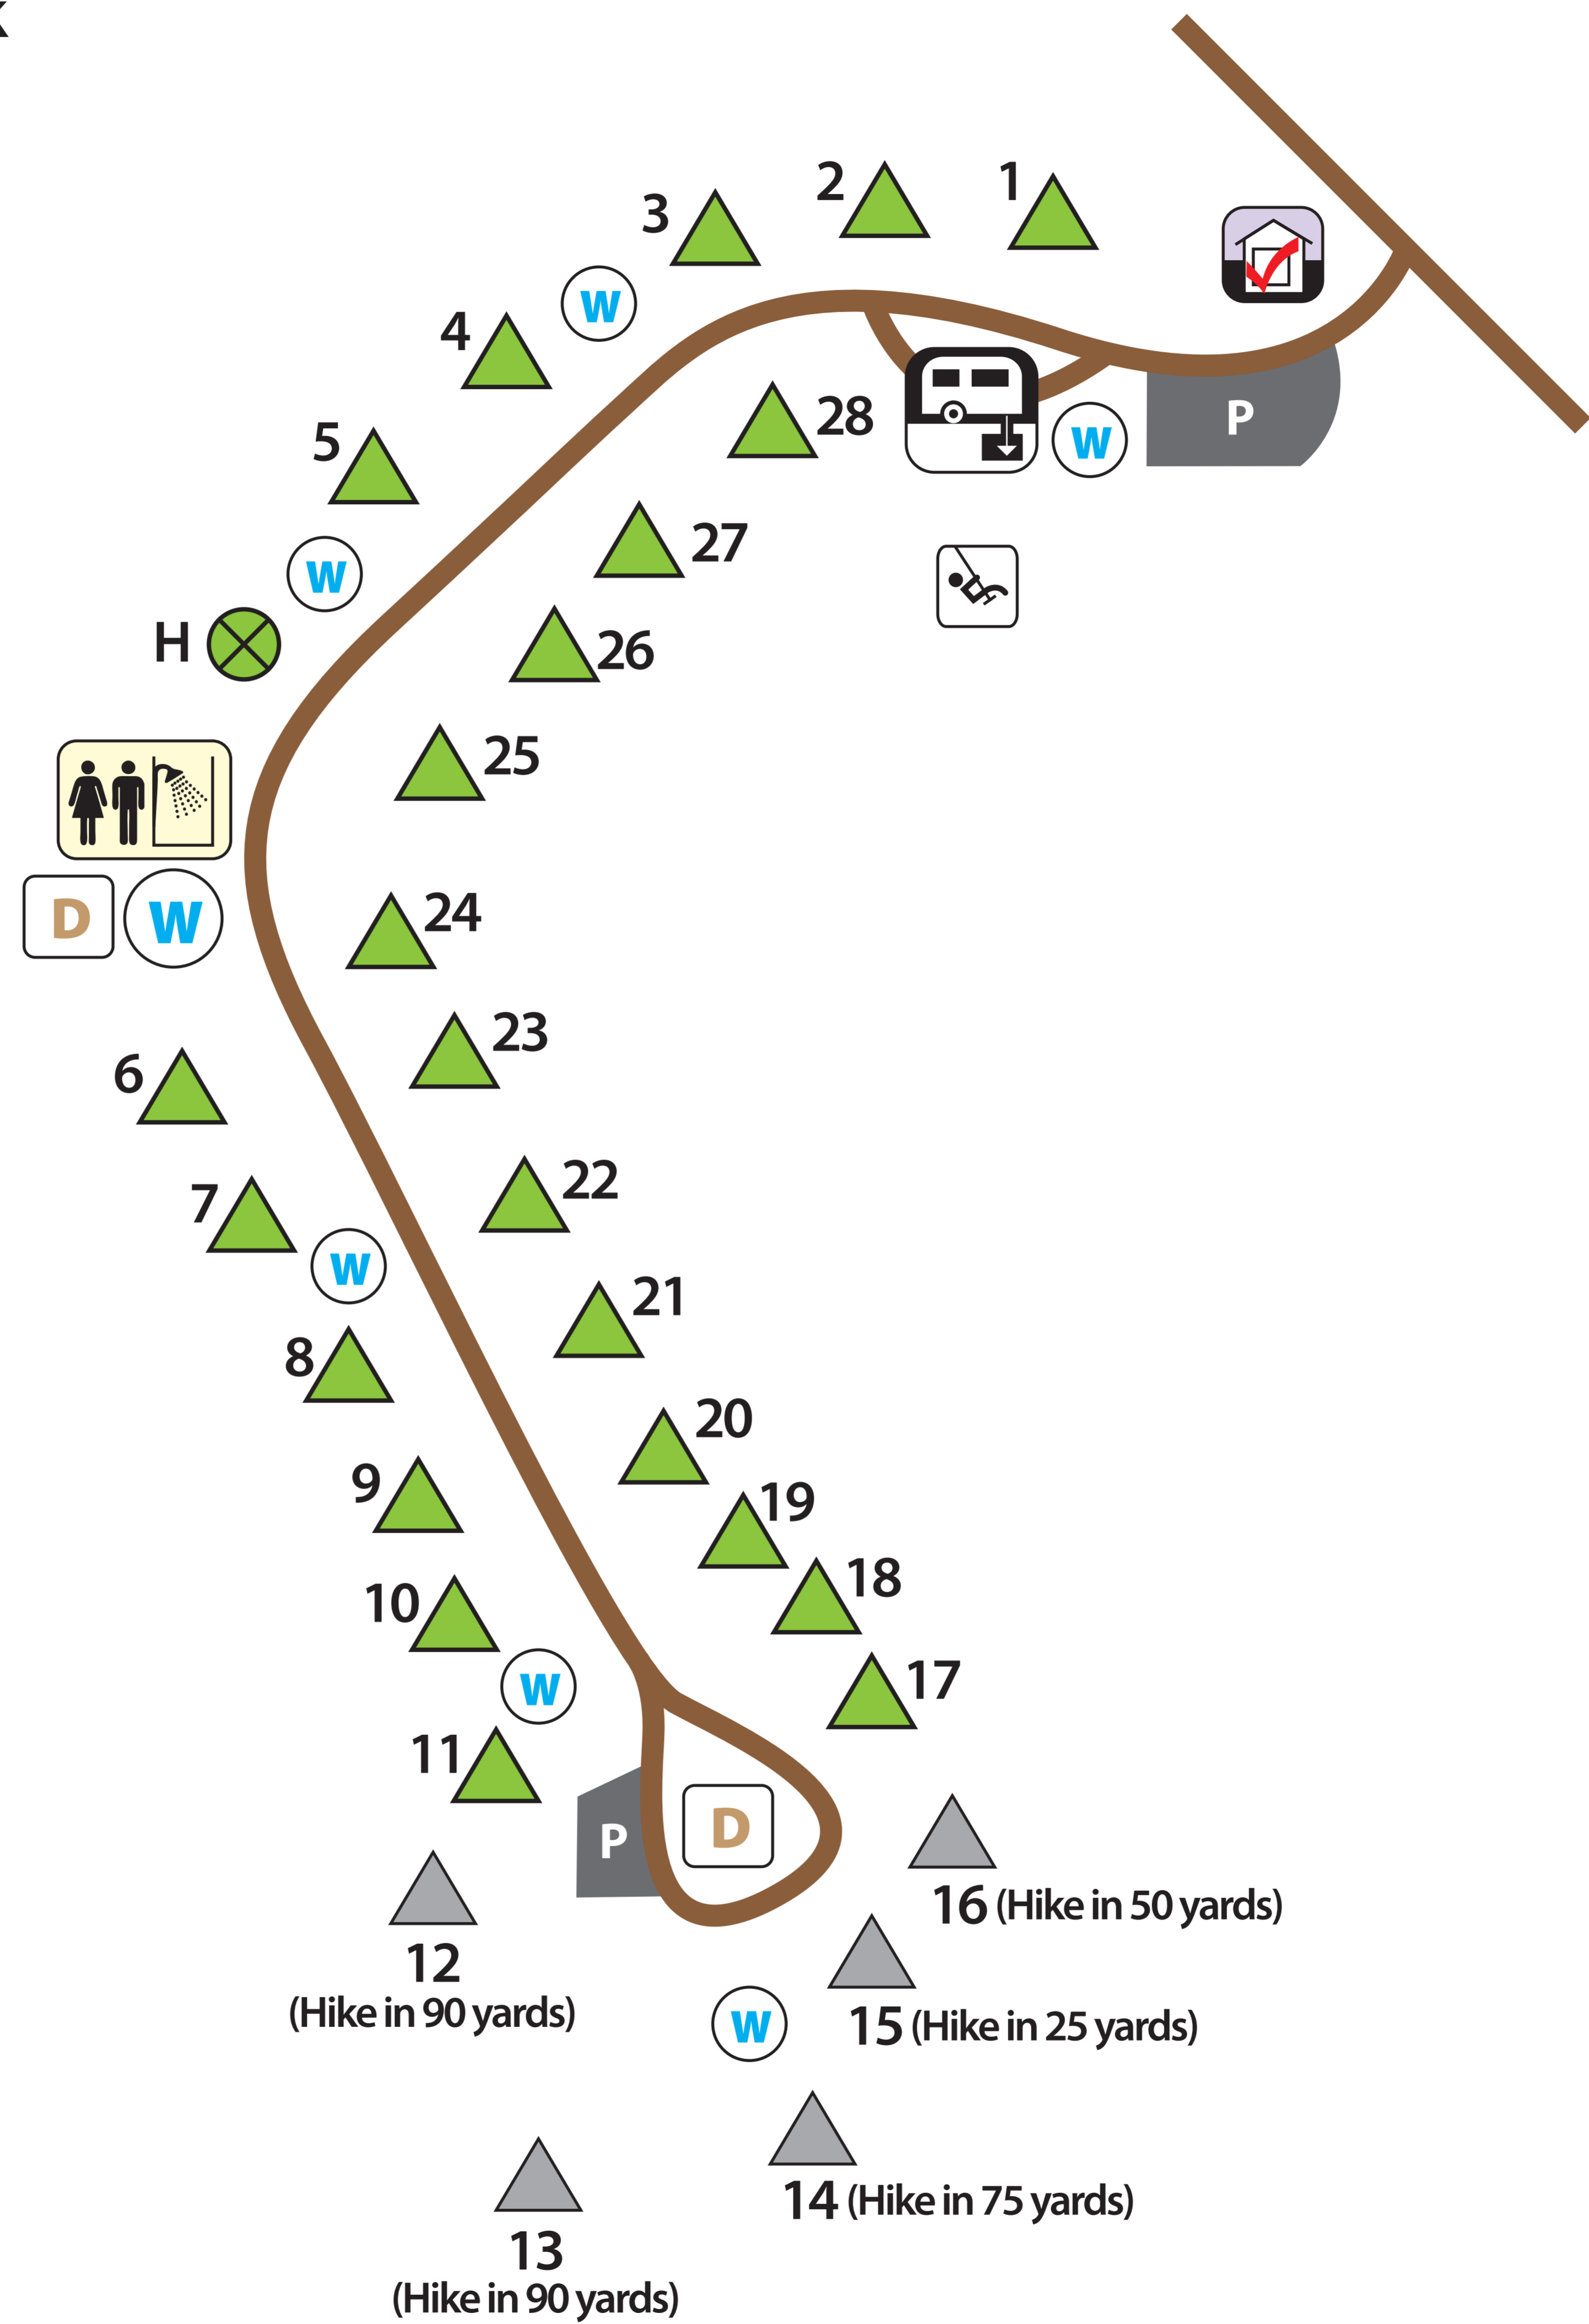 K
2
1
3
W
4
28
W
P
5
27
W
H
26
25
D
W
24
23
6
22
7
W
21
8
20
9
19
18
10
17
W
11
P
D
16 (Hike in 50 yards)
12
(Hike in 90 yards)
W
15 (Hike in 25 yards)
14 (Hike in 75 yards)
13
(Hike in 90 yards)